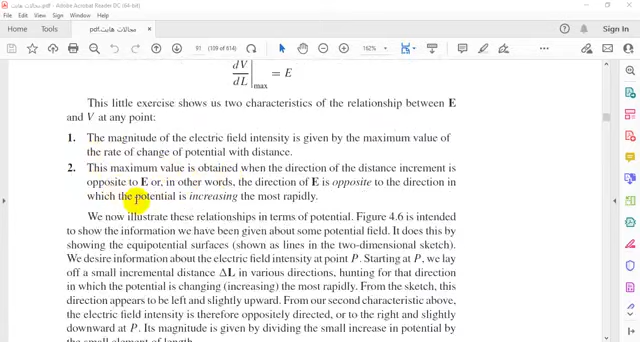 مجالات هايت.pdf - Adobe Acrobat Reader DC (64-bit)
File Edit View Sign Window Help
Home Tools مجالات هايت.pdf Sign In
91 (109 of 614) 162%
dV
dL max = E
This little exercise shows us two characteristics of the relationship between E
and V at any point:
1. The magnitude of the electric field intensity is given by the maximum value of
the rate of change of potential with distance.
2. This maximum value is obtained when the direction of the distance increment is
opposite to E or, in other words, the direction of E is opposite to the direction in
which the potential is increasing the most rapidly.
We now illustrate these relationships in terms of potential. Figure 4.6 is intended
to show the information we have been given about some potential field. It does this by
showing the equipotential surfaces (shown as lines in the two-dimensional sketch).
We desire information about the electric field intensity at point P. Starting at P, we lay
off a small incremental distance ΔL in various directions, hunting for that direction
in which the potential is changing (increasing) the most rapidly. From the sketch, this
direction appears to be left and slightly upward. From our second characteristic above,
the electric field intensity is therefore oppositely directed, or to the right and slightly
downward at P. Its magnitude is given by dividing the small increase in potential by
the small element of length.